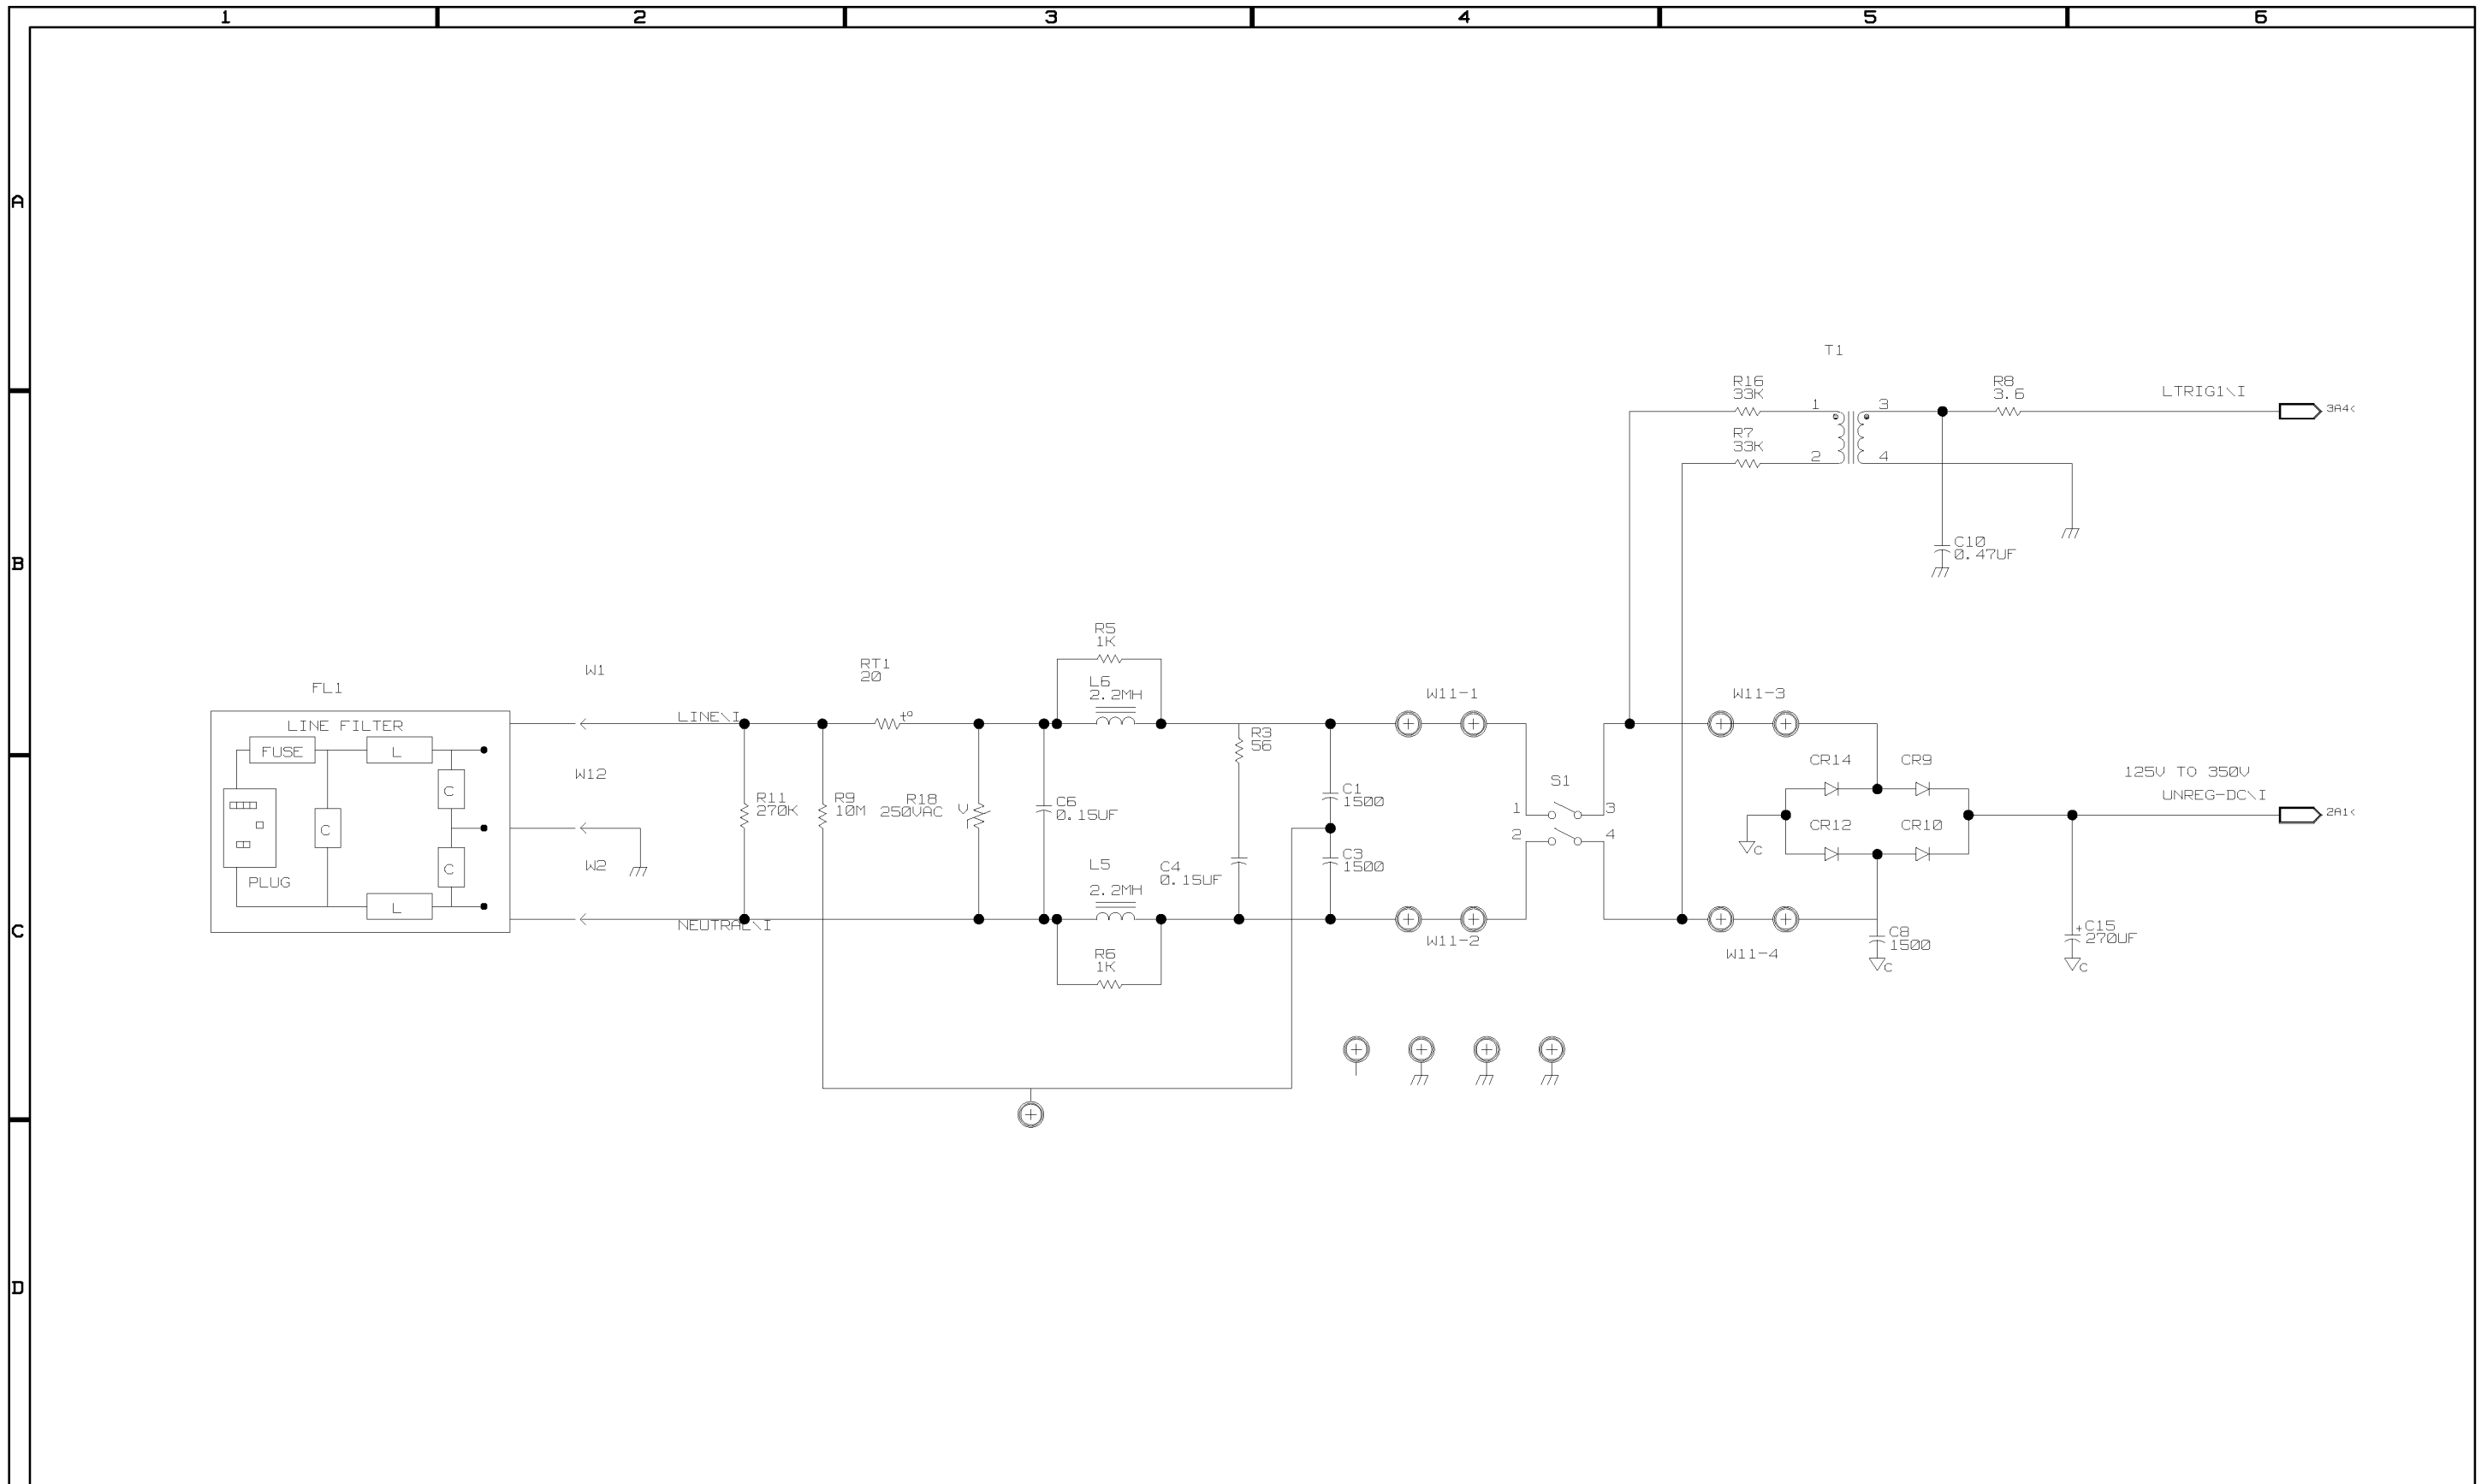 1 2 3 4 5 6
A
T1
R16
33K
1 3
R8
3.6
LTRIG1\I
3A4<
R7
33K
2 4
B
C10
0.47UF
R5
1K
W1
RT1
20
t°
FL1
L6
2.2MH
W11-1
W11-3
LINE FILTER
LINE\I
FUSE
L
R3
56
W12
S1
CR14
CR9
125V TO 350V
UNREG-DC\I
2A1<
C
C
R11
270K
R9
10M
R18
250VAC
V
C6
0.15UF
C1
1500
1 3
2 4
CR12
CR10
C
PLUG
W2
C
L
L5
2.2MH
C4
0.15UF
C3
1500
NEUTRAL\I
W11-2
W11-4
C8
1500
C
+
C15
270UF
C
C
R6
1K
D